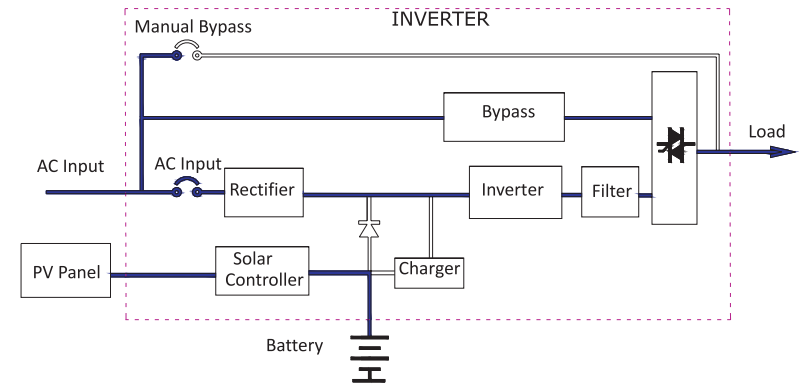 INVERTER
Manual Bypass
Bypass
Load
AC Input
AC Input
Rectifier
Inverter
Filter
PV Panel
Solar
Controller
Charger
Battery